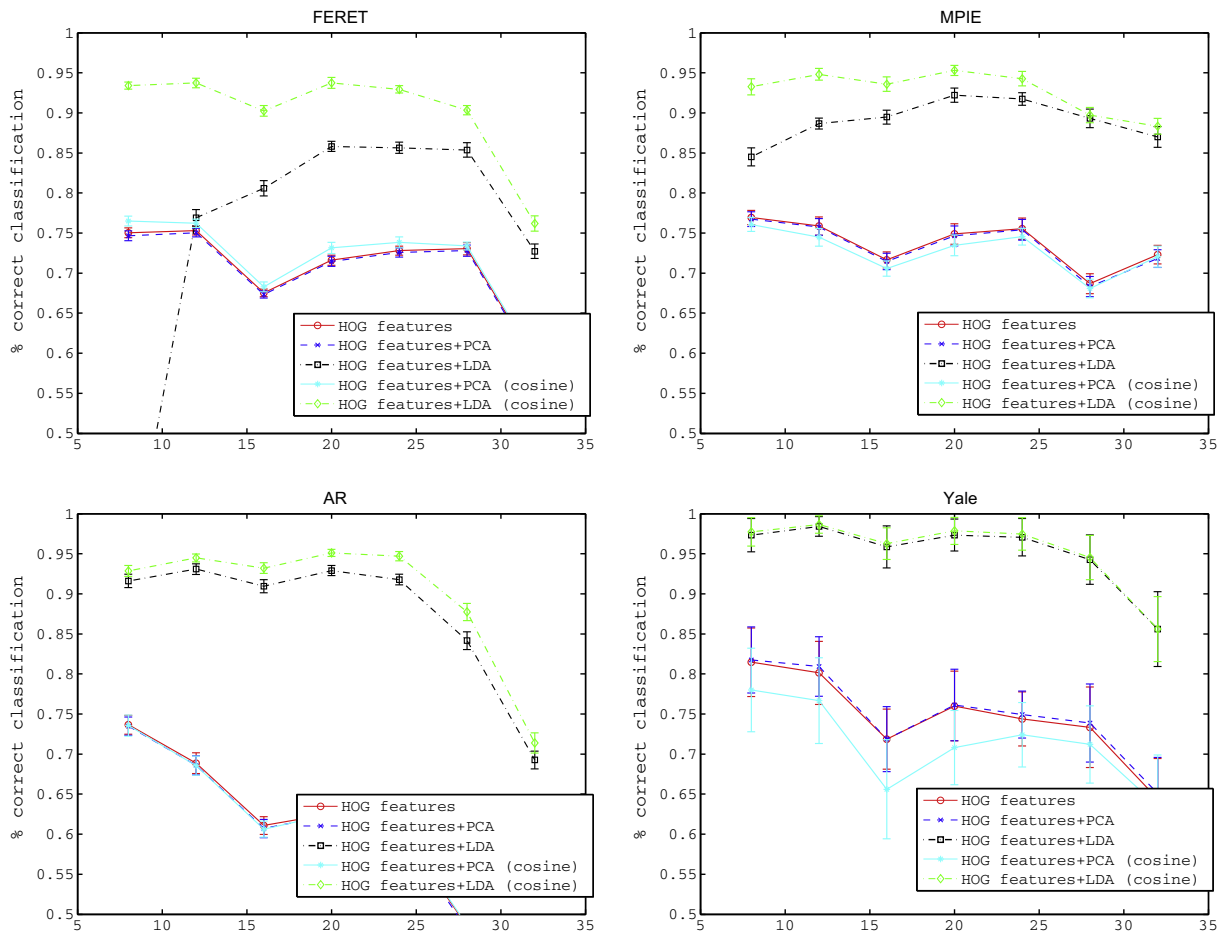 FERET
% correct classification
1
0.95
0.9
0.85
0.8
0.75
0.7
0.65
0.6
0.55
0.5
5
10
15
20
25
30
35
HOG features
HOG features+PCA
HOG features+LDA
HOG features+PCA (cosine)
HOG features+LDA (cosine)
MPIE
% correct classification
1
0.95
0.9
0.85
0.8
0.75
0.7
0.65
0.6
0.55
0.5
5
10
15
20
25
30
35
HOG features
HOG features+PCA
HOG features+LDA
HOG features+PCA (cosine)
HOG features+LDA (cosine)
AR
% correct classification
1
0.95
0.9
0.85
0.8
0.75
0.7
0.65
0.6
0.55
0.5
5
10
15
20
25
30
35
HOG features
HOG features+PCA
HOG features+LDA
HOG features+PCA (cosine)
HOG features+LDA (cosine)
Yale
% correct classification
1
0.95
0.9
0.85
0.8
0.75
0.7
0.65
0.6
0.55
0.5
5
10
15
20
25
30
35
HOG features
HOG features+PCA
HOG features+LDA
HOG features+PCA (cosine)
HOG features+LDA (cosine)